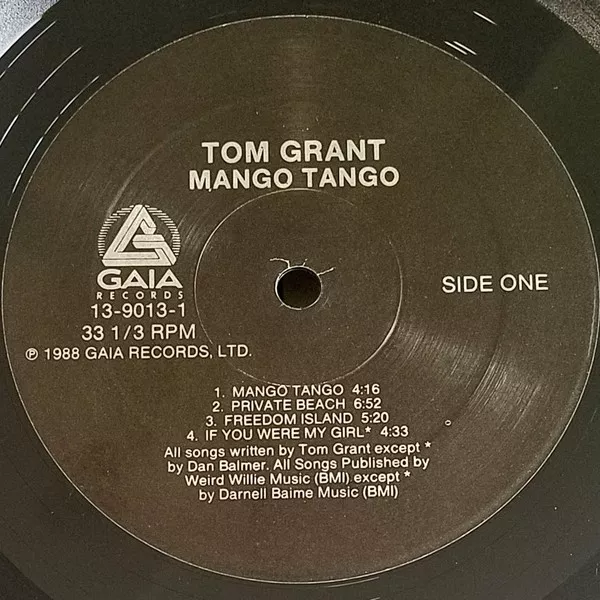 TOM GRANT
MANGO TANGO
GAIA
RECORDS
13-9013-1
33 1/3 RPM
℗ 1988 GAIA RECORDS, LTD.
SIDE ONE
1. MANGO TANGO 4:16
2. PRIVATE BEACH 6:52
3. FREEDOM ISLAND 5:20
4. IF YOU WERE MY GIRL* 4:33
All songs written by Tom Grant except *
by Dan Balmer. All Songs Published by
Weird Willie Music (BMI) except *
by Darnell Baime Music (BMI)